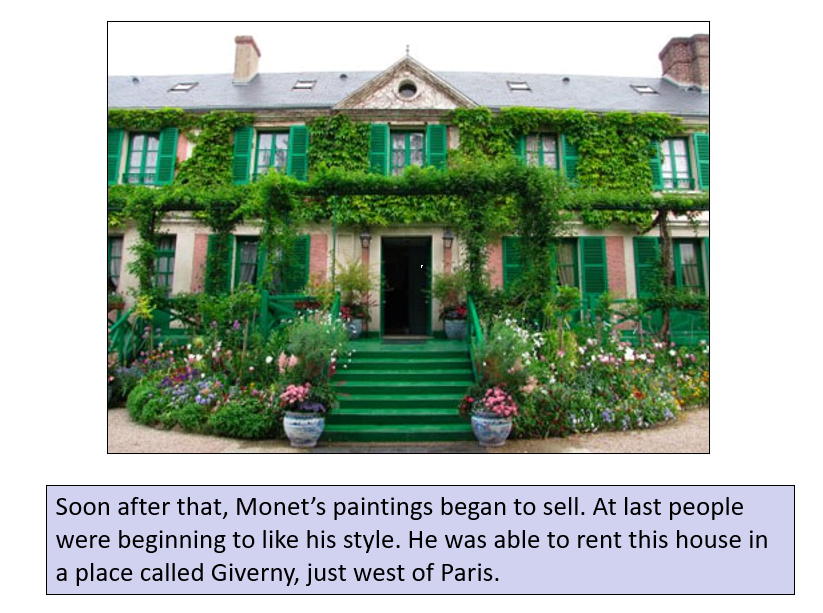 Soon after that, Monet’s paintings began to sell. At last people
were beginning to like his style. He was able to rent this house in
a place called Giverny, just west of Paris.